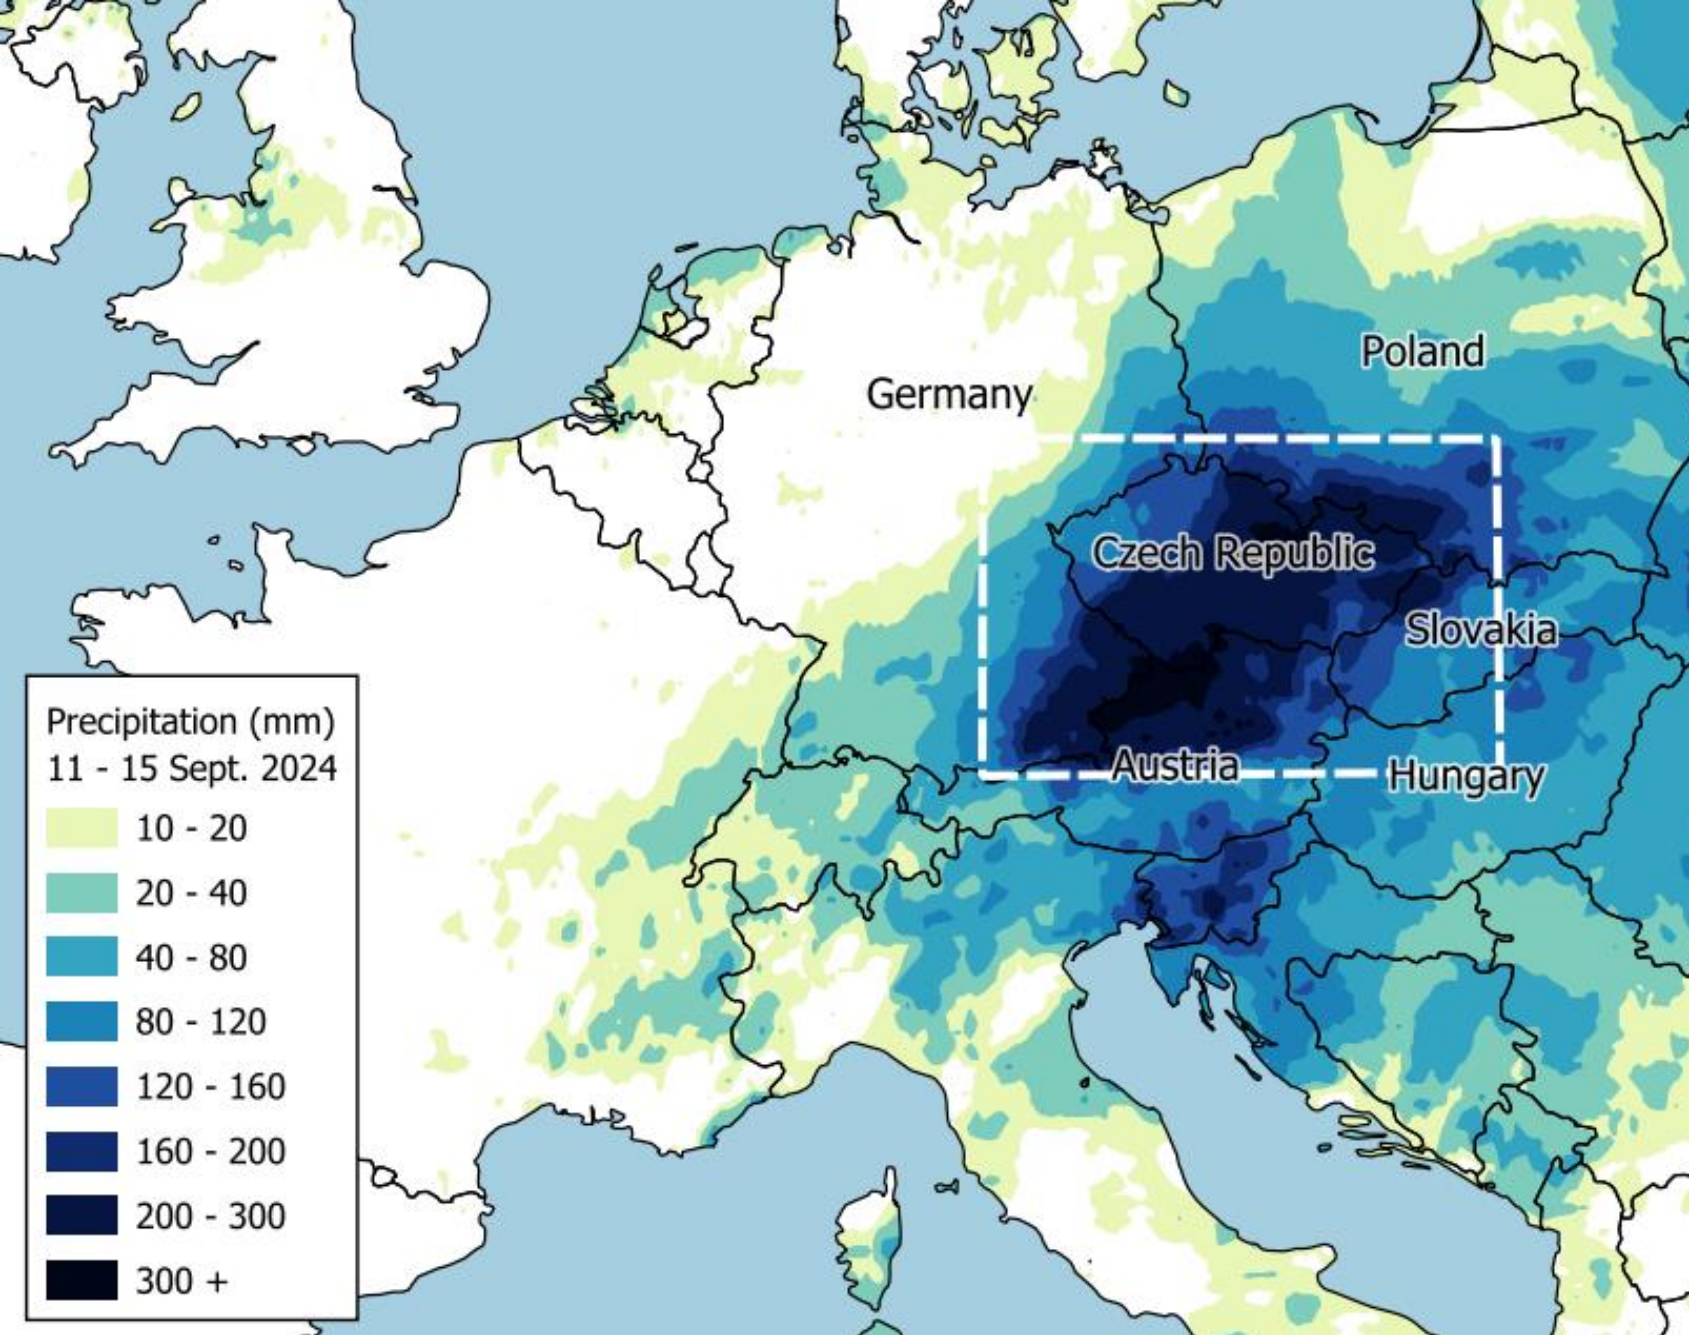 Poland
Germany
Czech Republic
Slovakia
Austria
Hungary
Precipitation (mm)
11 - 15 Sept. 2024
10 - 20
20 - 40
40 - 80
80 - 120
120 - 160
160 - 200
200 - 300
300 +